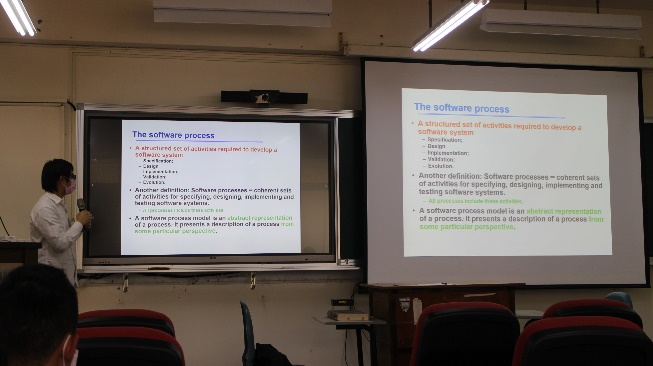 The software process
• A structured set of activities required to develop a
software system
– Specification;
– Design
– Implementation;
– Validation;
– Evolution.
• Another definition: Software processes = coherent sets
of activities for specifying, designing, implementing and
testing software systems.
– All processes include these activities.
• A software process model is an abstract representation
of a process. It presents a description of a process from
some particular perspective.
The software process
• A structured set of activities required to develop a
software system
– Specification;
– Design
– Implementation;
– Validation;
– Evolution.
• Another definition: Software processes = coherent sets
of activities for specifying, designing, implementing and
testing software systems.
– All processes include these activities.
• A software process model is an abstract representation
of a process. It presents a description of a process from
some particular perspective.